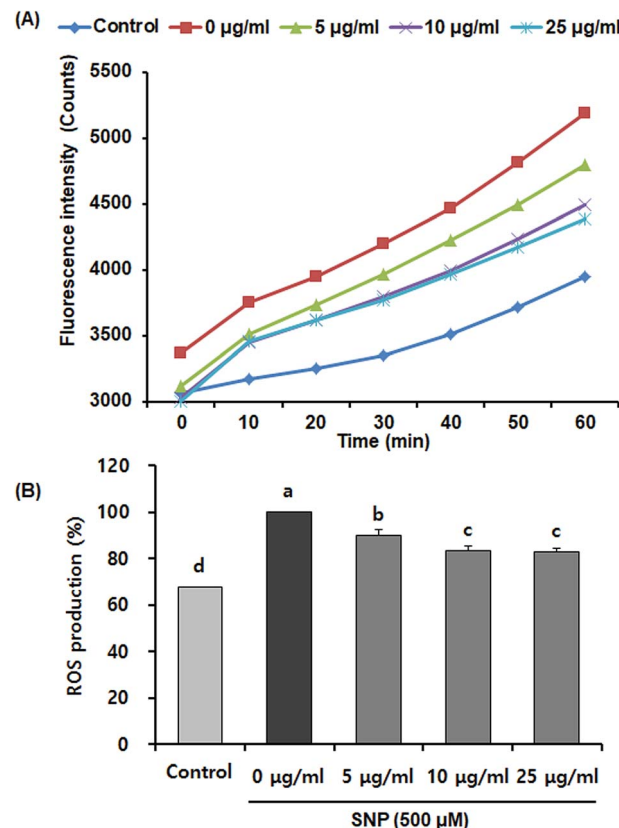 (A)
Control 0 µg/ml 5 µg/ml 10 µg/ml 25 µg/ml
Fluorescence intensity (Counts)
5500
5000
4500
4000
3500
3000
0 10 20 30 40 50 60
Time (min)
(B)
ROS production (%)
120
100
80
60
40
20
0
d a b c c
Control 0 µg/ml 5 µg/ml 10 µg/ml 25 µg/ml
SNP (500 µM)